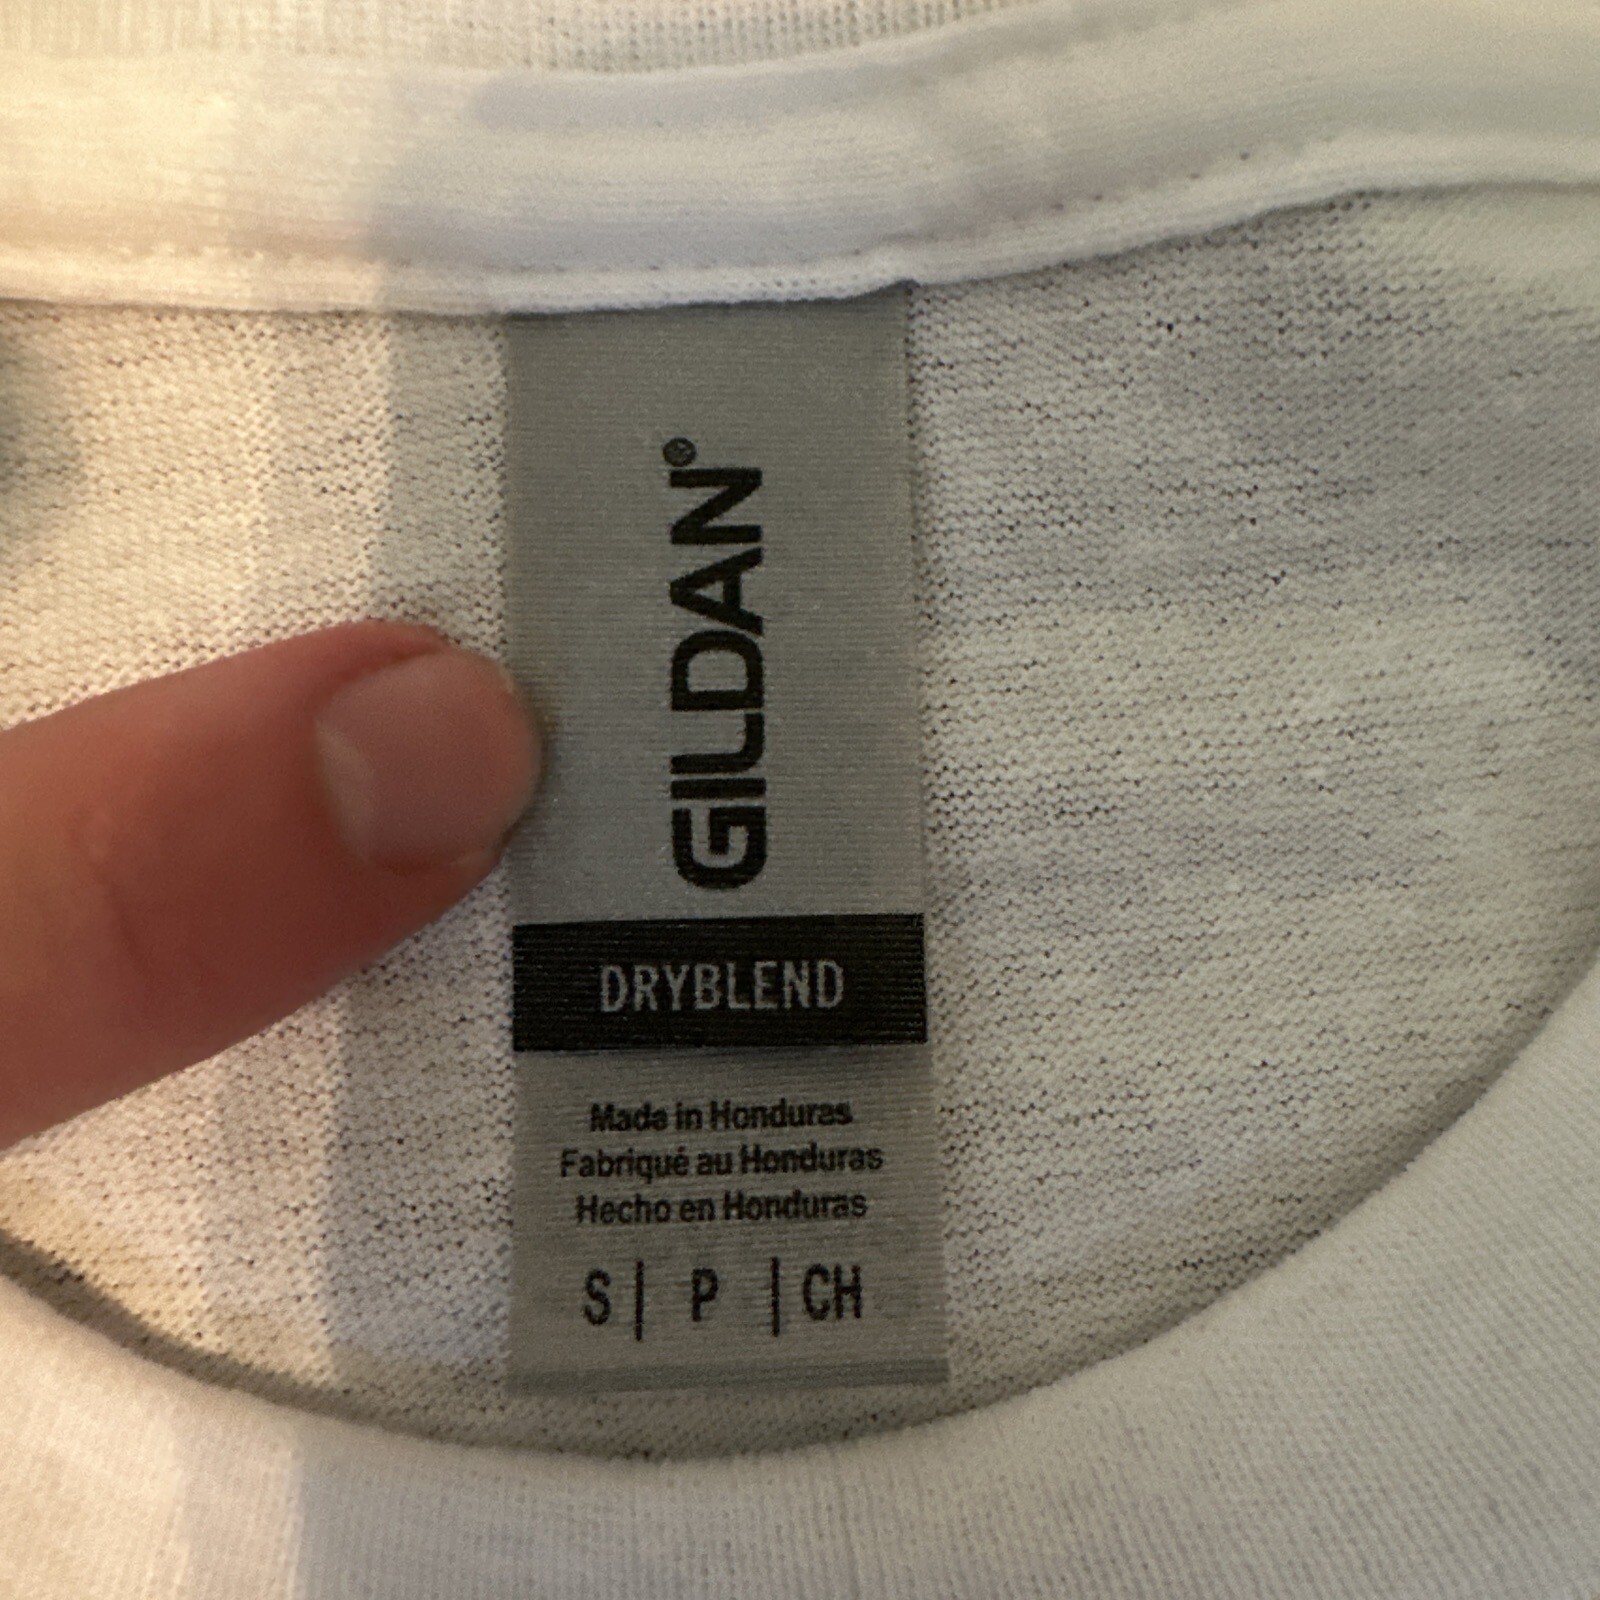 GILDAN®
DRYBLEND
Made in Honduras
Fabriqué au Honduras
Hecho en Honduras
S | P | CH